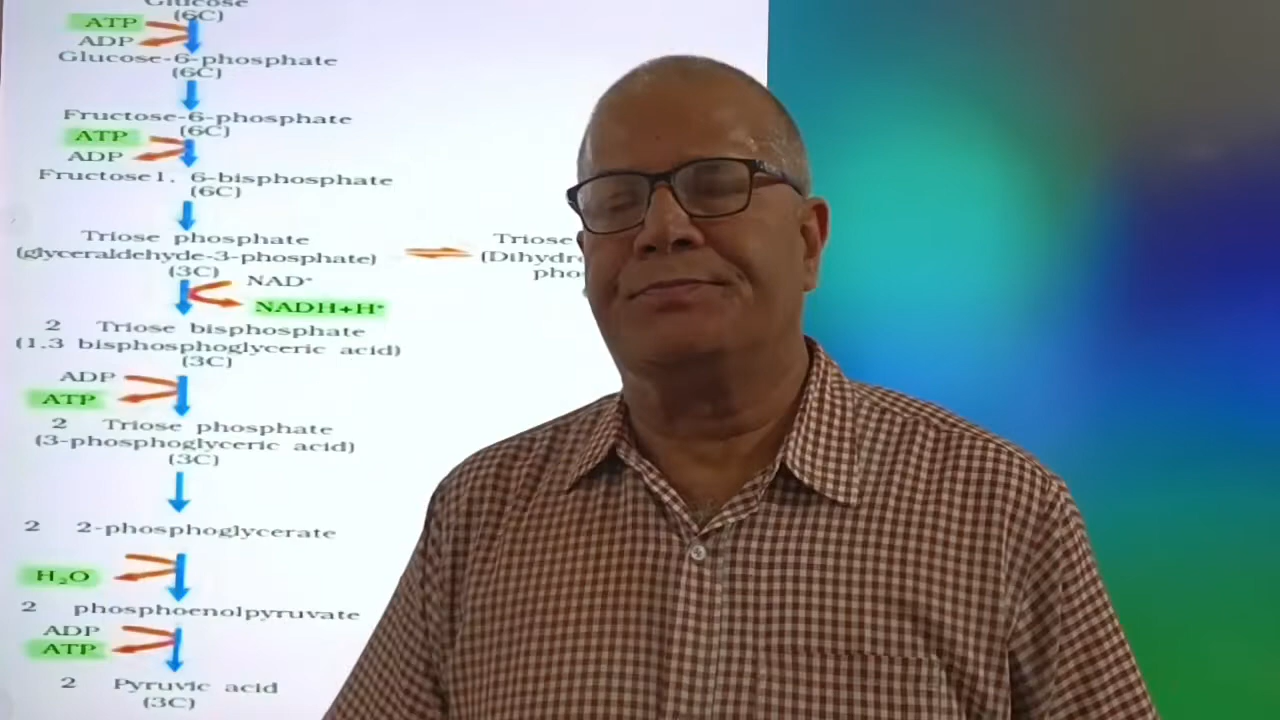 Glucose
(6C)
ATP
ADP
Glucose-6-phosphate
(6C)
Fructose-6-phosphate
(6C)
ATP
ADP
Fructose1. 6-bisphosphate
(6C)
Triose phosphate
(glyceraldehyde-3-phosphate)
(3C)
Triose
NAD⁺
NADH+H⁺
2 Triose bisphosphate
(1.3 bisphosphoglyceric acid)
(3C)
ADP
ATP
2 Triose phosphate
(3-phosphoglyceric acid)
(3C)
2 2-phosphoglycerate
H₂O
2 phosphoenolpyruvate
ADP
ATP
2 Pyruvic acid
(3C)